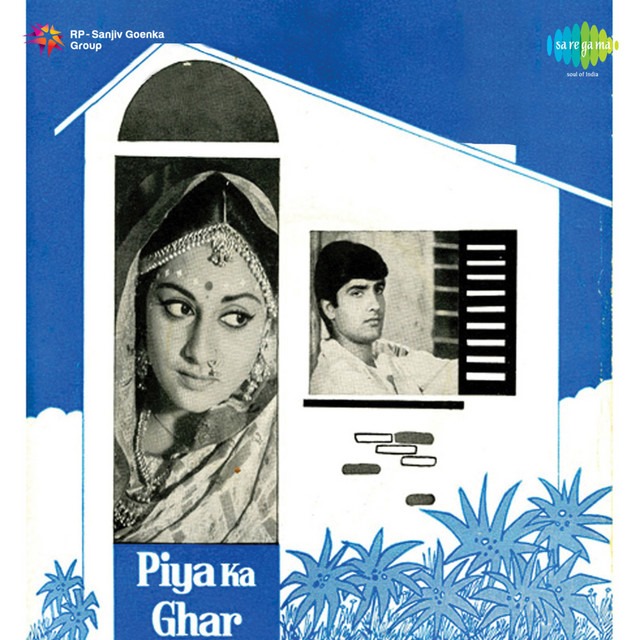 RP-Sanjiv Goenka
Group
sa re ga ma
soul of India
Piya Ka
Ghar